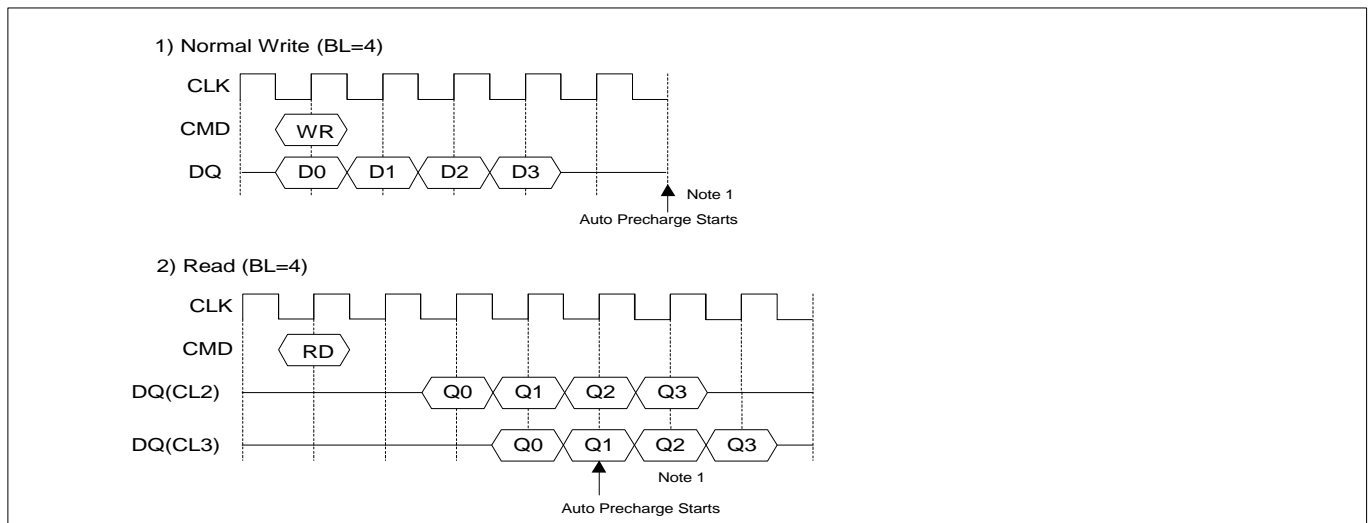 1) Normal Write (BL=4)
CLK
CMD WR
DQ D0 D1 D2 D3
Note 1
Auto Precharge Starts
2) Read (BL=4)
CLK
CMD RD
DQ(CL2) Q0 Q1 Q2 Q3
DQ(CL3) Q0 Q1 Q2 Q3
Note 1
Auto Precharge Starts